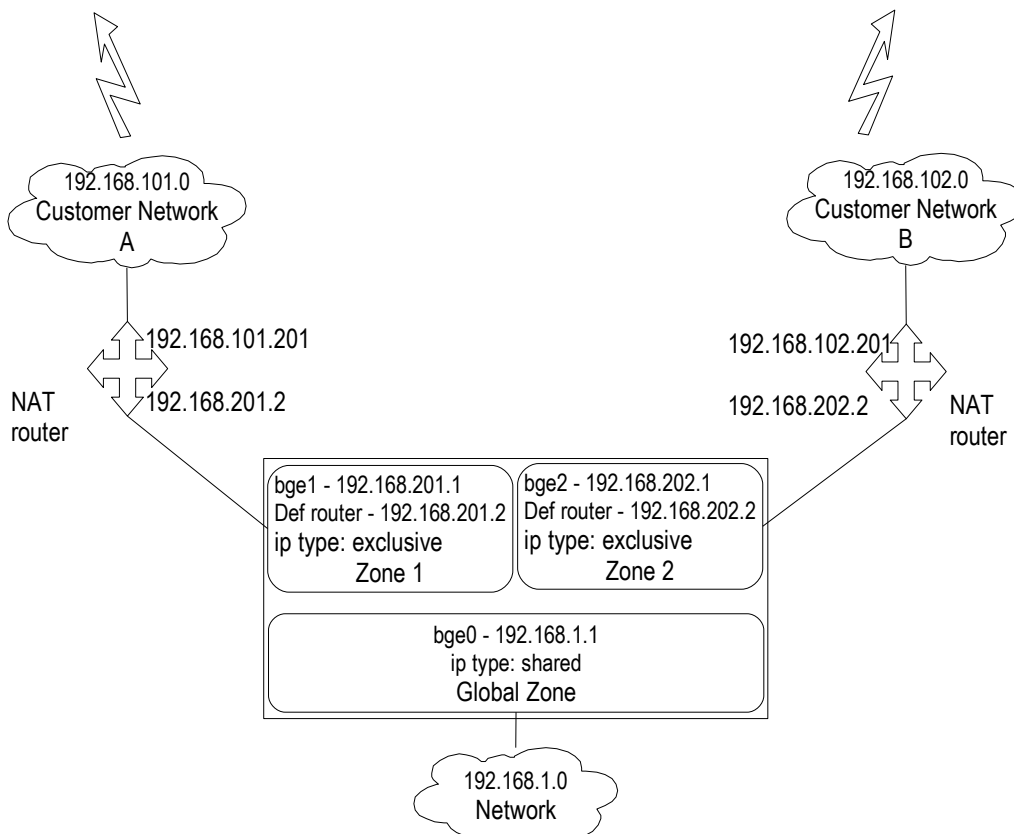 192.168.101.0
Customer Network
A
192.168.102.0
Customer Network
B
192.168.101.201
192.168.201.2
NAT
router
192.168.102.201
192.168.202.2
NAT
router
bge1 - 192.168.201.1
Def router - 192.168.201.2
ip type: exclusive
Zone 1
bge2 - 192.168.202.1
Def router - 192.168.202.2
ip type: exclusive
Zone 2
bge0 - 192.168.1.1
ip type: shared
Global Zone
192.168.1.0
Network